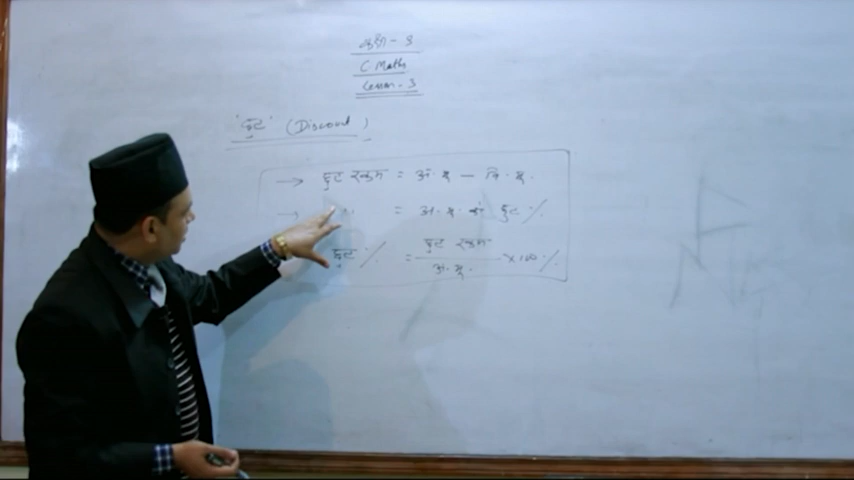 C. Maths
Lesson - 3
"छुट" (Discount)
→ छुट रकम = अं. मू. - वि. मू.
→ " = अं. मू. को छुट %
छुट % = छुट रकम / अं. मू. × 100 %